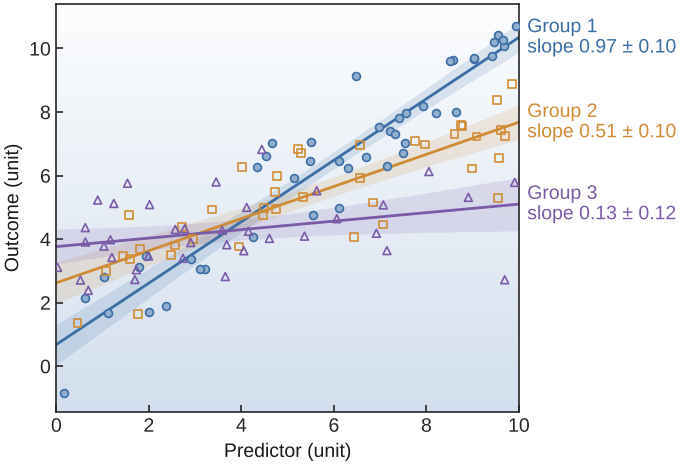 Group 1
slope 0.97 ± 0.10
Group 2
slope 0.51 ± 0.10
Group 3
slope 0.13 ± 0.12
Outcome (unit)
10
8
6
4
2
0
0 2 4 6 8 10
Predictor (unit)